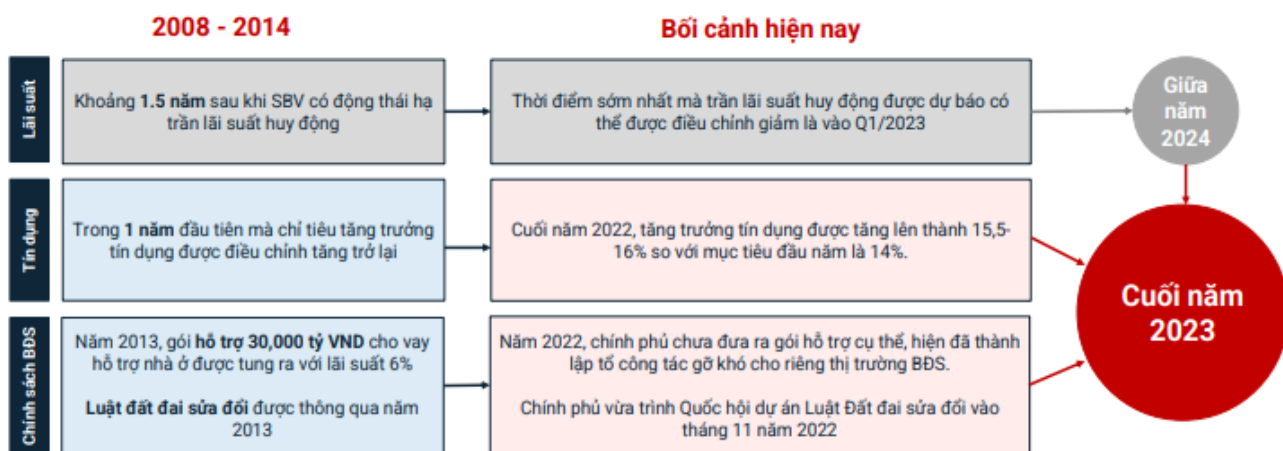 2008 - 2014
Bối cảnh hiện nay
Lãi suất
Khoảng 1.5 năm sau khi SBV có động thái hạ
trần lãi suất huy động
Thời điểm sớm nhất mà trần lãi suất huy động được dự báo có
thể được điều chỉnh giảm là vào Q1/2023
Giữa
năm
2024
Tín dụng
Trong 1 năm đầu tiên mà chỉ tiêu tăng trưởng
tín dụng được điều chỉnh tăng trở lại
Cuối năm 2022, tăng trưởng tín dụng được tăng lên thành 15,5-
16% so với mục tiêu đầu năm là 14%.
Cuối năm
2023
Chính sách BĐS
Năm 2013, gói hỗ trợ 30,000 tỷ VND cho vay
hỗ trợ nhà ở được tung ra với lãi suất 6%
Luật đất đai sửa đổi được thông qua năm
2013
Năm 2022, chính phủ chưa đưa ra gói hỗ trợ cụ thể, hiện đã thành
lập tổ công tác gỡ khó cho riêng thị trường BĐS.
Chính phủ vừa trình Quốc hội dự án Luật Đất đai sửa đổi vào
tháng 11 năm 2022